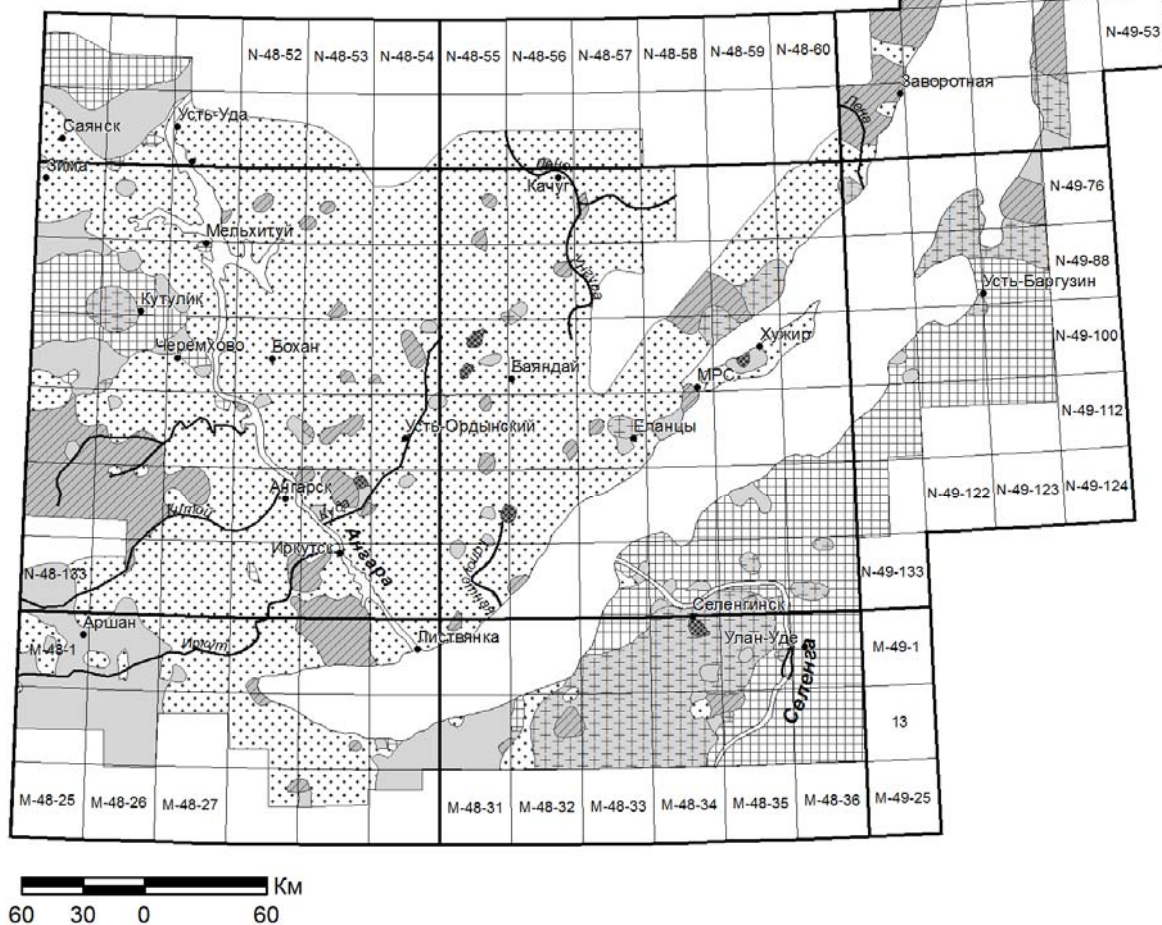 N-48-52 N-48-53 N-48-54 N-48-55 N-48-56 N-48-57 N-48-58 N-48-59 N-48-60 N-49-53
Заворотная
Лена
Саянск
Усть-Уда
Зима
Лена
Качуг
N-49-76
Мельхитуй
Унгура
N-49-88
Усть-Баргузин
Кутулик
Черемхово
Бохан
Хужир
N-49-100
Баяндай
МРС
N-49-112
Усть-Ордынский
Еланцы
Ангарск
N-49-122 N-49-123 N-49-124
Китой
Куда
Иркутск
Ангара
N-48-133
N-49-133
Селенгинск
Аршан
Иркут
Листвянка
Улан-Уде
M-48-1
M-49-1
Селенга
13
M-48-25 M-48-26 M-48-27 M-48-31 M-48-32 M-48-33 M-48-34 M-48-35 M-48-36 M-49-25
Км
60 30 0 60